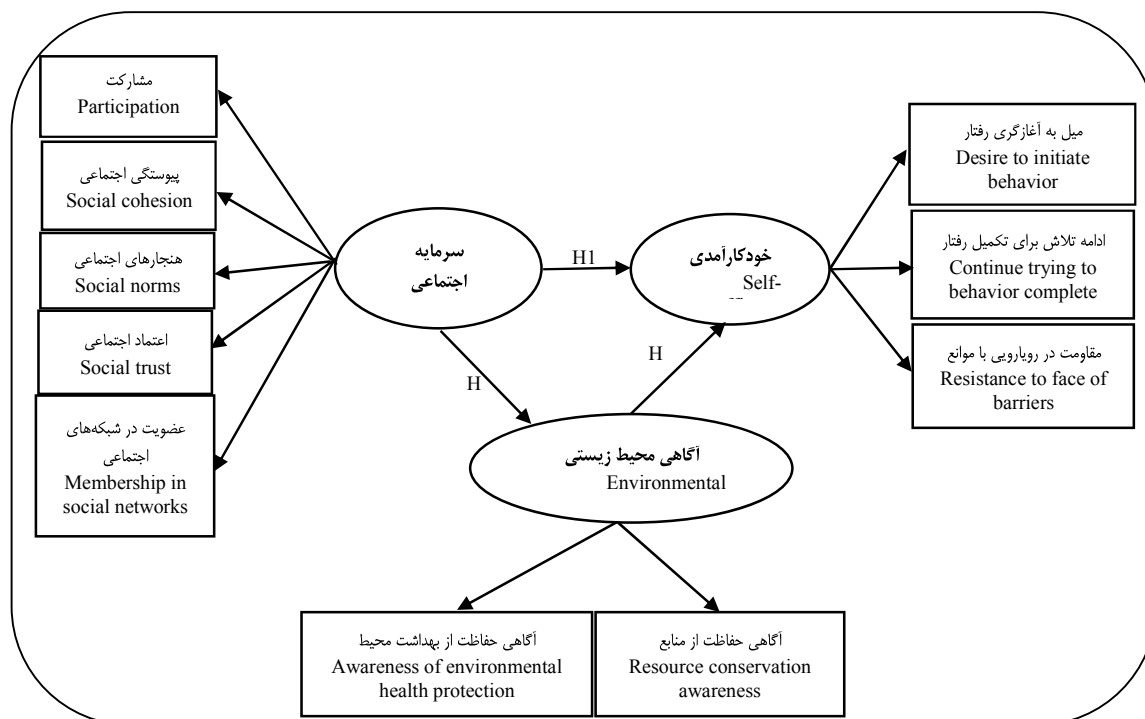 مشارکت
Participation
پیوستگی اجتماعی
Social cohesion
هنجارهای اجتماعی
Social norms
اعتماد اجتماعی
Social trust
عضویت در شبکه‌های
اجتماعی
Membership in
social networks
سرمایه
اجتماعی
H1
H
H
خودکارآمدی
Self-
آگاهی محیط زیستی
Environmental
میل به آغازگری رفتار
Desire to initiate
behavior
ادامه تلاش برای تکمیل رفتار
Continue trying to
behavior complete
مقاومت در رویارویی با موانع
Resistance to face of
barriers
آگاهی حفاظت از بهداشت محیط
Awareness of environmental
health protection
آگاهی حفاظت از منابع
Resource conservation
awareness